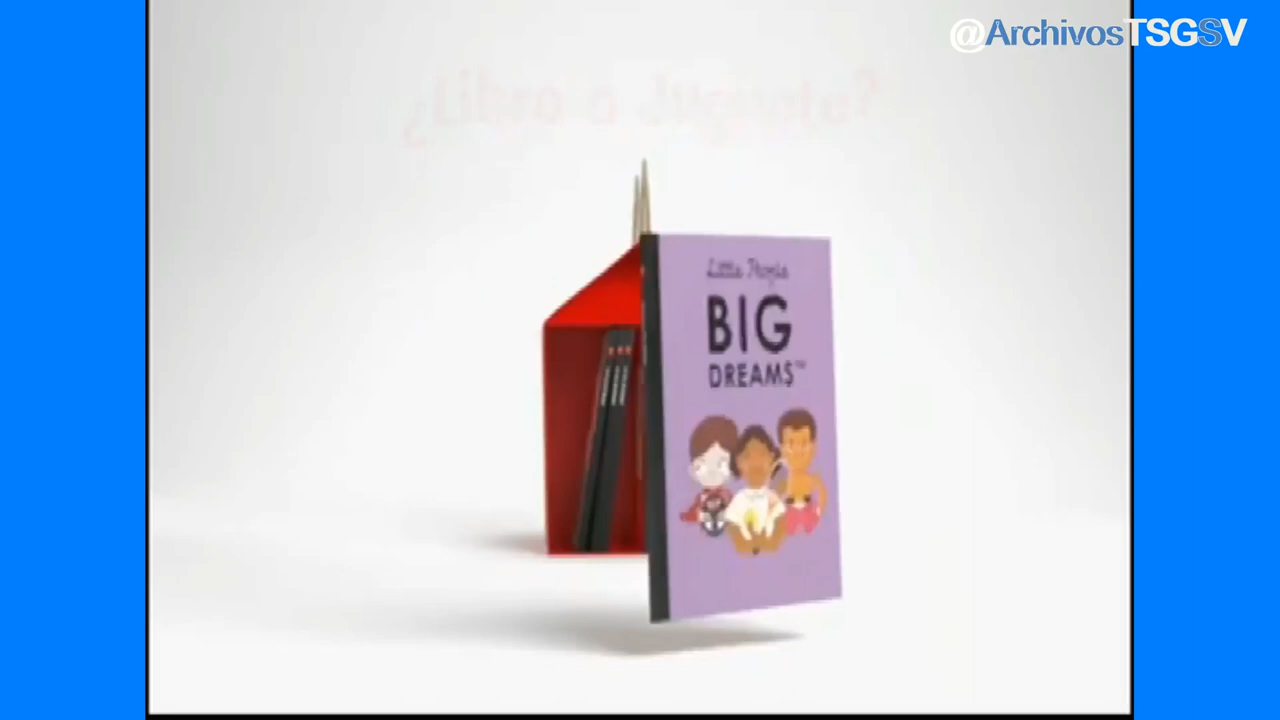 @ArchivosTSGSV
¿Libro o Juguete?
Little People
BIG
DREAMS™